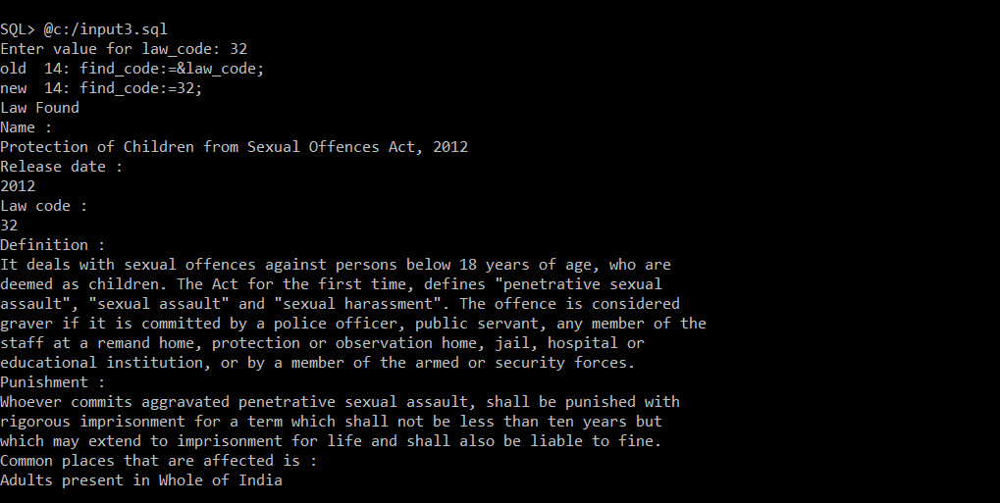 SQL> @c:/input3.sql
Enter value for law_code: 32
old  14: find_code:=&law_code;
new  14: find_code:=32;
Law Found
Name :
Protection of Children from Sexual Offences Act, 2012
Release date :
2012
Law code :
32
Definition :
It deals with sexual offences against persons below 18 years of age, who are
deemed as children. The Act for the first time, defines "penetrative sexual
assault", "sexual assault" and "sexual harassment". The offence is considered
graver if it is committed by a police officer, public servant, any member of the
staff at a remand home, protection or observation home, jail, hospital or
educational institution, or by a member of the armed or security forces.
Punishment :
Whoever commits aggravated penetrative sexual assault, shall be punished with
rigorous imprisonment for a term which shall not be less than ten years but
which may extend to imprisonment for life and shall also be liable to fine.
Common places that are affected is :
Adults present in Whole of India